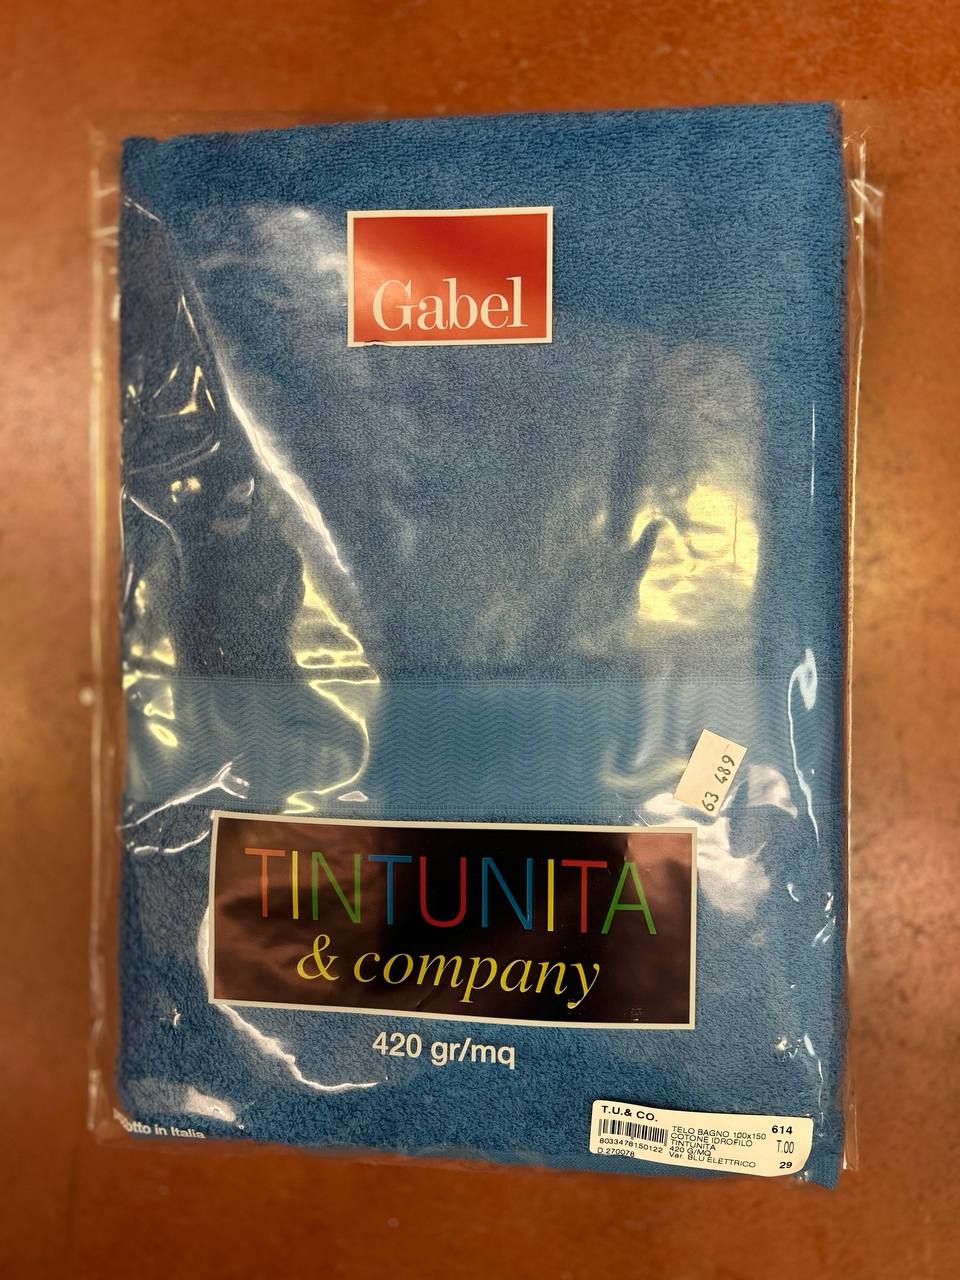 Gabel
63 489
TINTUNITA
& company
420 gr/mq
otto in Italia
T.U.& CO.
614
TELO BAGNO 100x150
COTONE IDROFILO
TINTUNITA
420 G/MQ
Var. BLU ELETTRICO
T.00
29
8033478150122
D 270078